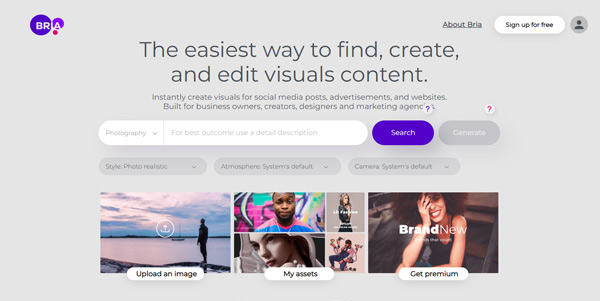 BRIA
About Bria
Sign up for free
The easiest way to find, create,
and edit visuals content.
Instantly create visuals for social media posts, advertisements, and websites.
Built for business owners, creators, designers and marketing agencies.
?
?
Photography
For best outcome use a detail description
Search
Generate
Style: Photo realistic
Atmosphere: System's default
Camera: System's default
Lit Fashion
BrandNew
Upload an image
My assets
Get premium